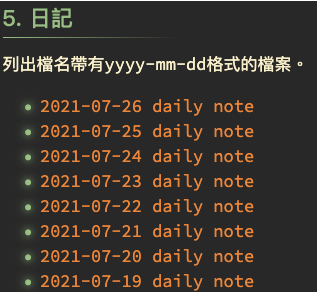 5. 日記
列出檔名帶有yyyy-mm-dd格式的檔案。
2021-07-26 daily note
2021-07-25 daily note
2021-07-24 daily note
2021-07-23 daily note
2021-07-22 daily note
2021-07-21 daily note
2021-07-20 daily note
2021-07-19 daily note